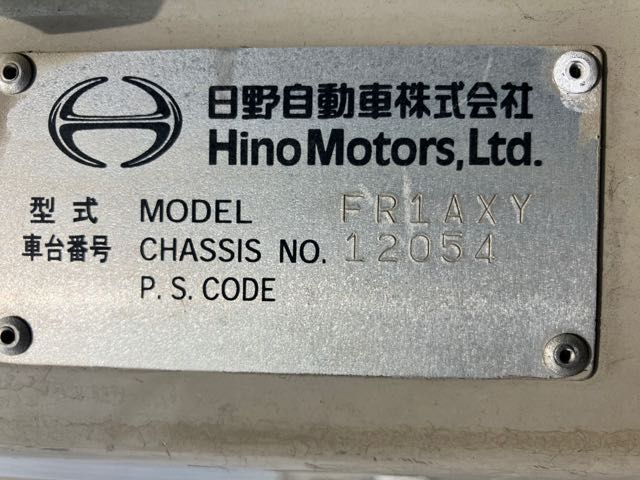 日野自動車株式会社
Hino Motors, Ltd.
型式 MODEL FR1AXY
車台番号 CHASSIS NO. 12054
P. S. CODE